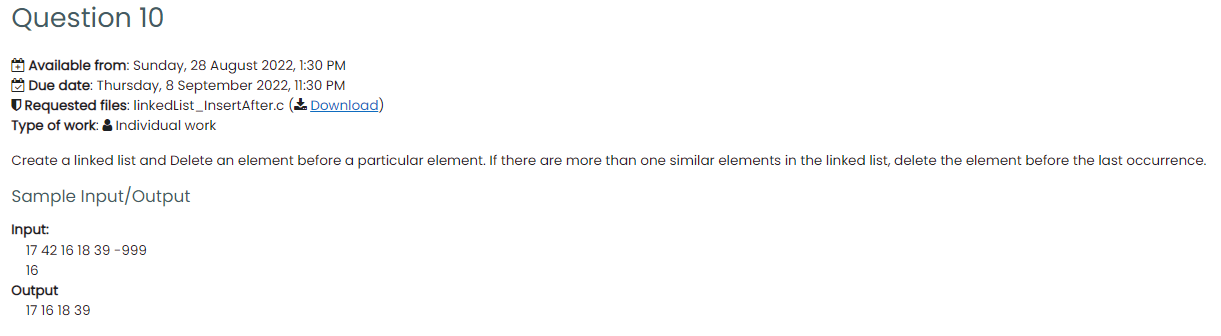 Question 10
Available from: Sunday, 28 August 2022, 1:30 PM
Due date: Thursday, 8 September 2022, 11:30 PM
Requested files: linkedList_InsertAfter.c (Download)
Type of work: Individual work
Create a linked list and Delete an element before a particular element. If there are more than one similar elements in the linked list, delete the element before the last occurrence.
Sample Input/Output
Input:
17 42 16 18 39 -999
16
Output
17 16 18 39